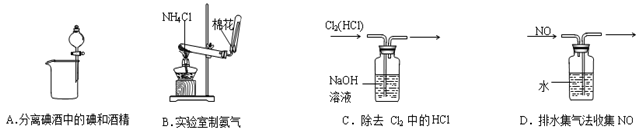 NH4Cl
棉花
Cl2(HCl)
NaOH
溶液
NO
水
A.分离碘酒中的碘和酒精
B.实验室制氨气
C. 除去 Cl2 中的HCl
D. 排水集气法收集 NO